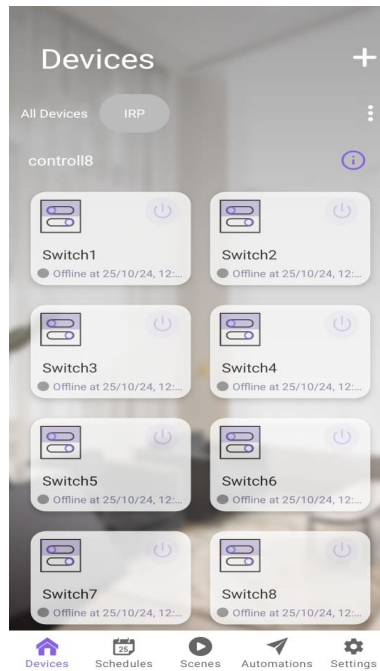 Devices
All Devices IRP
controll8
Switch1 Switch2
Offline at 25/10/24, 12:... Offline at 25/10/24, 12:...
Switch3 Switch4
Offline at 25/10/24, 12:... Offline at 25/10/24, 12:...
Switch5 Switch6
Offline at 25/10/24, 12:... Offline at 25/10/24, 12:...
Switch7 Switch8
Offline at 25/10/24, 12:... Offline at 25/10/24, 12:...
25
Devices Schedules Scenes Automations Settings